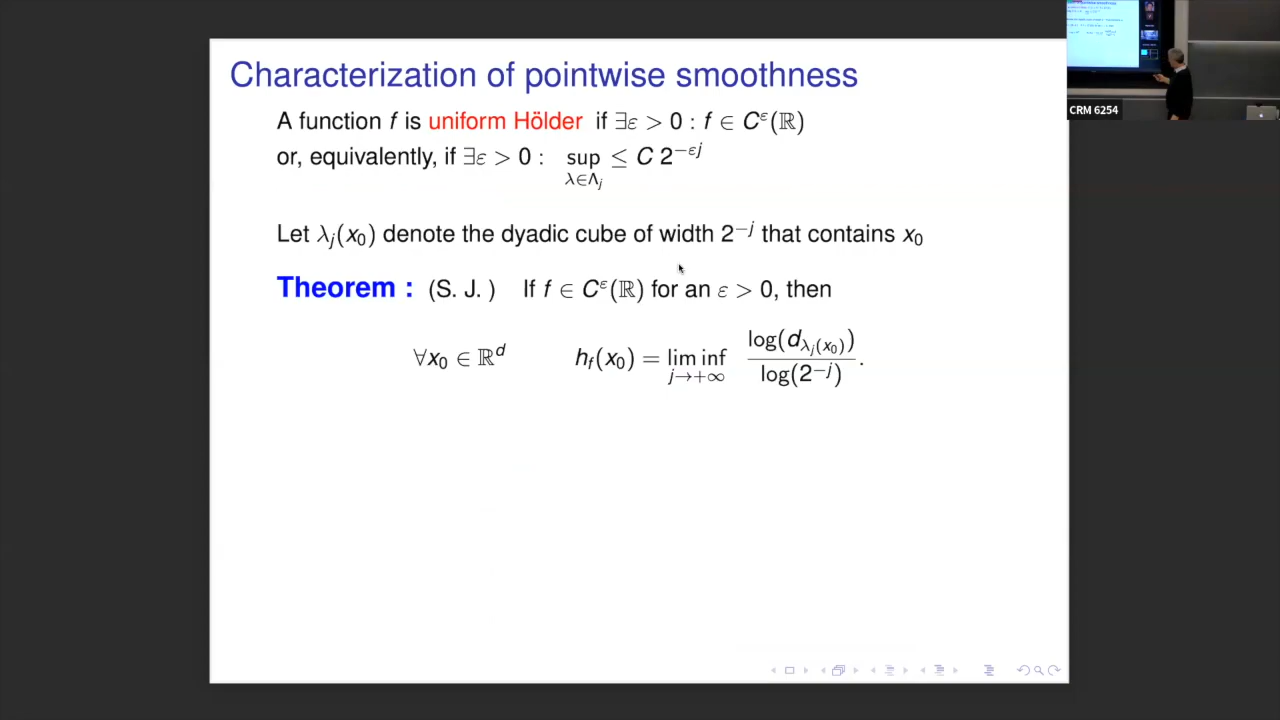 Characterization of pointwise smoothness
A function f is uniform Hölder if ∃ε > 0 : f ∈ C^ε(ℝ)
or, equivalently, if ∃ε > 0 : sup_{λ∈Λ_j} ≤ C 2^{−εj}
Let λ_j(x_0) denote the dyadic cube of width 2^{−j} that contains x_0
Theorem : (S. J. ) If f ∈ C^ε(ℝ) for an ε > 0, then
∀x_0 ∈ ℝ^d h_f(x_0) = lim inf_{j→+∞} log(d_{λ_j(x_0)}) / log(2^{−j}) .
CRM 6254